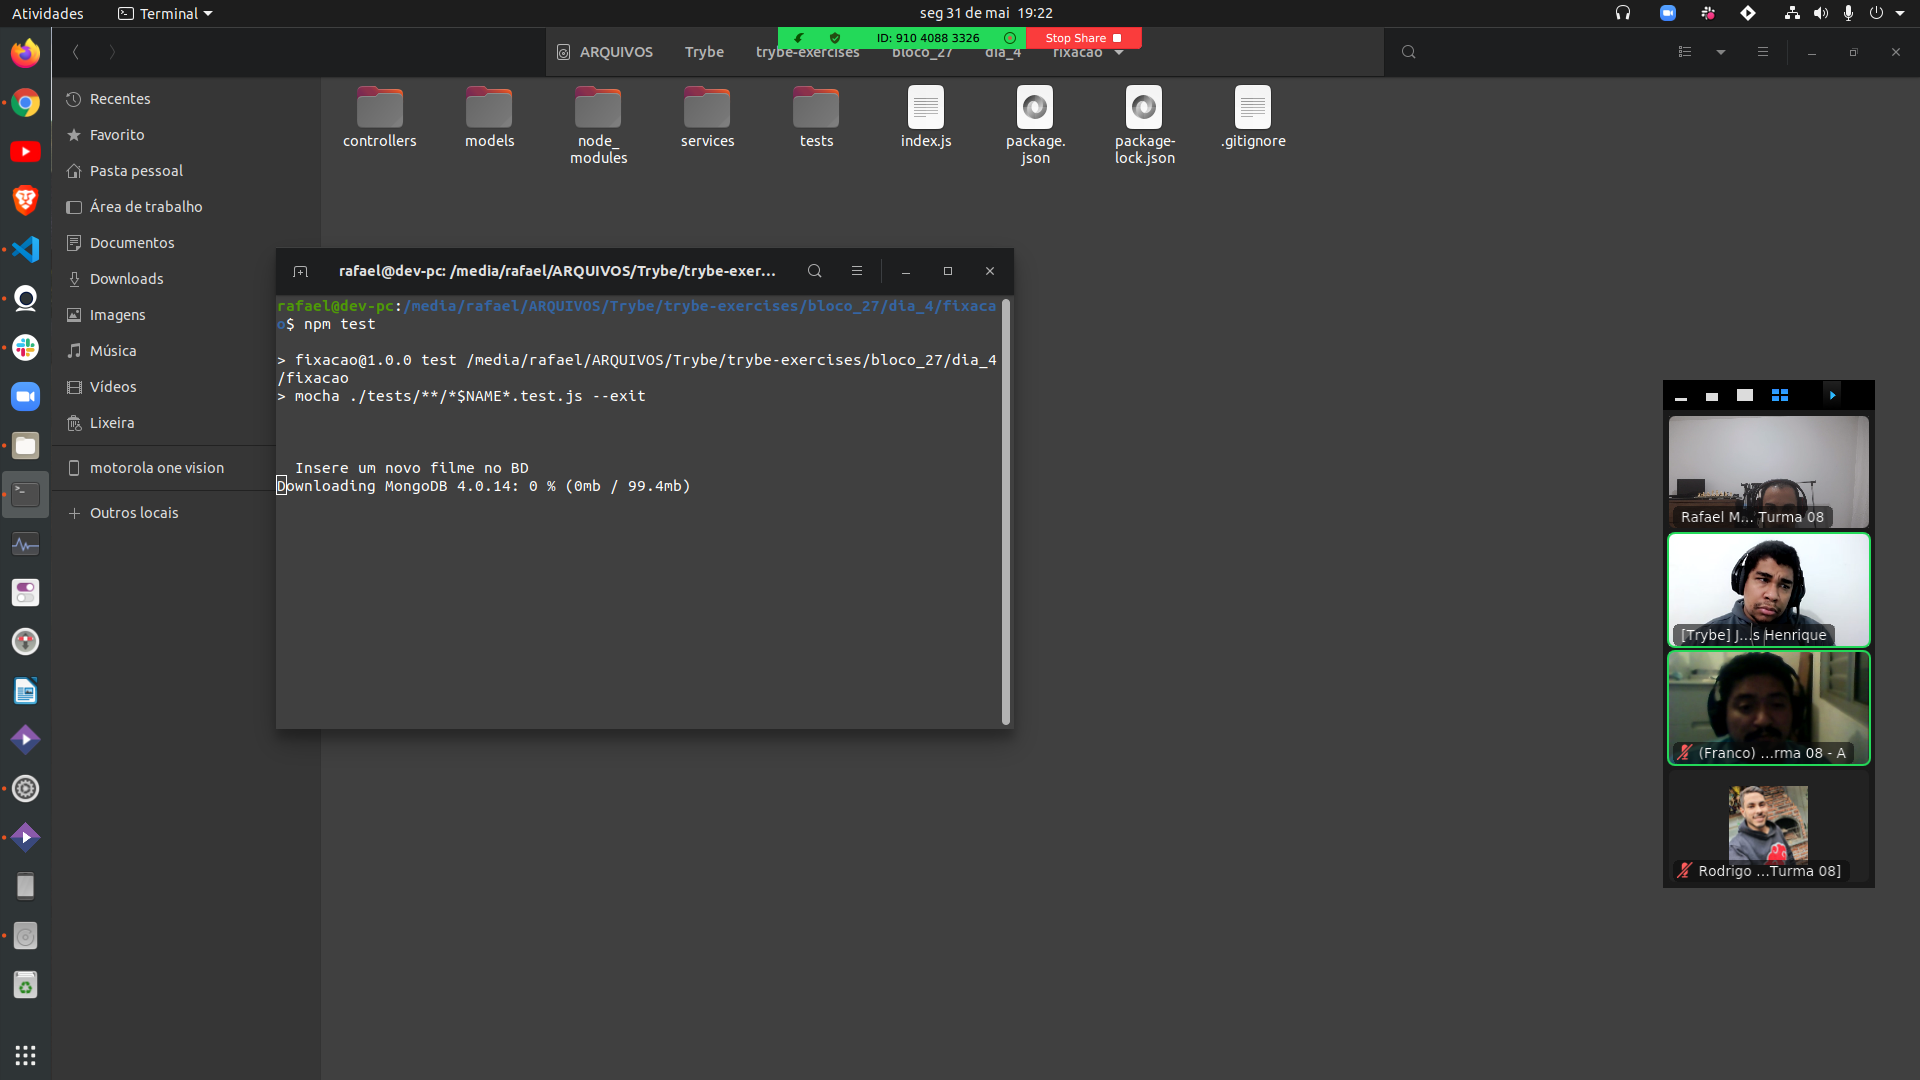 Atividades
Terminal
seg 31 de mai 19:22
ID: 910 4088 3326
Stop Share
ARQUIVOS
Trybe
trybe-exercises
bloco_27
dia_4
fixacao
Recentes
Favorito
Pasta pessoal
Área de trabalho
Documentos
Downloads
Imagens
Música
Vídeos
Lixeira
motorola one vision
Outros locais
controllers
models
node_
modules
services
tests
index.js
package.
json
package-
lock.json
.gitignore
rafael@dev-pc: /media/rafael/ARQUIVOS/Trybe/trybe-exer...
rafael@dev-pc:/media/rafael/ARQUIVOS/Trybe/trybe-exercises/bloco_27/dia_4/fixaca
o$ npm test
> fixacao@1.0.0 test /media/rafael/ARQUIVOS/Trybe/trybe-exercises/bloco_27/dia_4
/fixacao
> mocha ./tests/**/*$NAME*.test.js --exit
Insere um novo filme no BD
Downloading MongoDB 4.0.14: 0 % (0mb / 99.4mb)
Rafael M... Turma 08
[Trybe] J...s Henrique
(Franco) ...rma 08 - A
Rodrigo ...Turma 08]